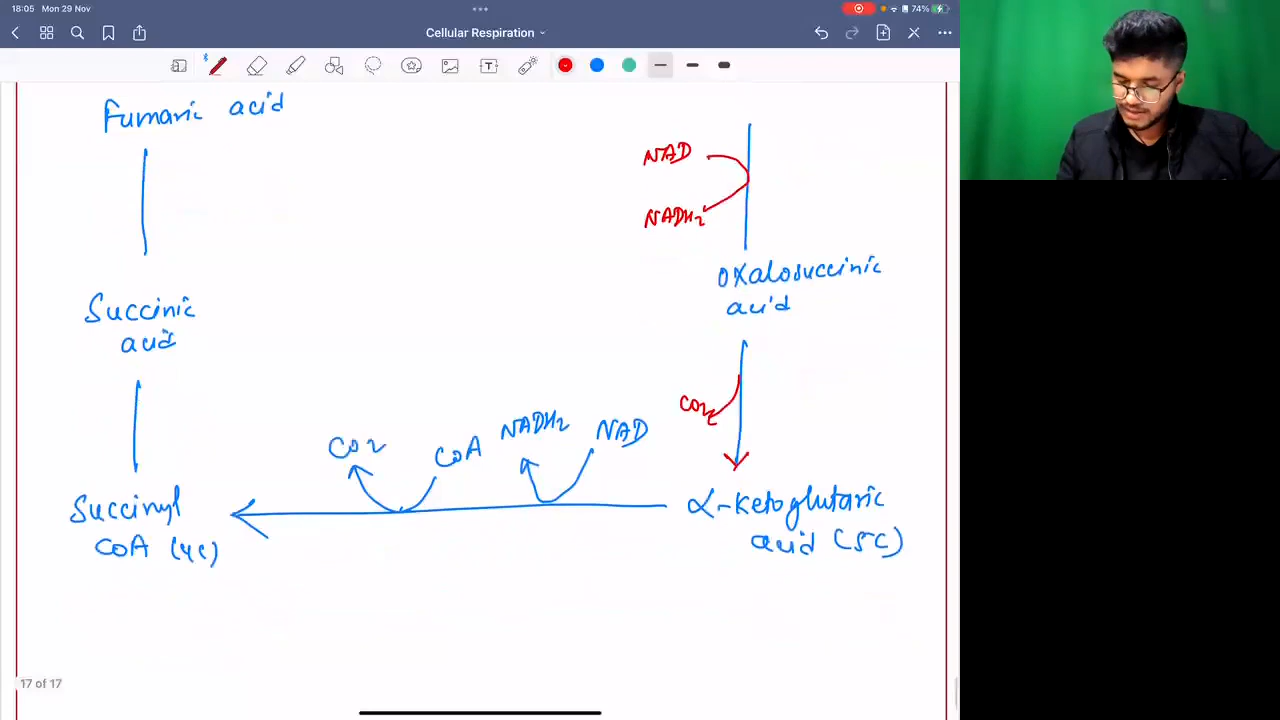 18:05 Mon 29 Nov
74%
Cellular Respiration
T
Fumaric acid
NAD
NADH2
Oxalosuccinic
acid
Succinic
acid
CO2
CO2
CoA
NADH2
NAD
Succinyl
CoA (4C)
α-Ketoglutaric
acid (5C)
17 of 17